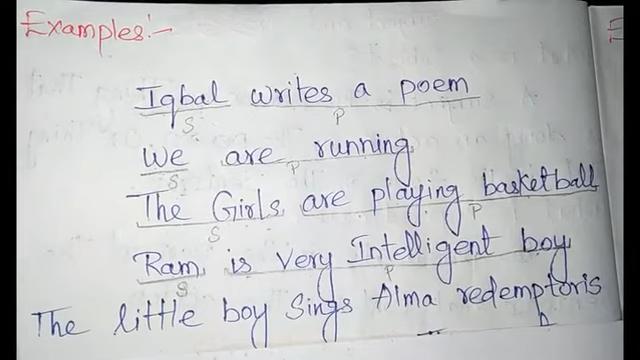 Examples:-
Iqbal writes a poem
S P
We are running
S P
The Girls are playing basketball
S P
Ram is very Intelligent boy
S P
The little boy Sings Alma redemptoris